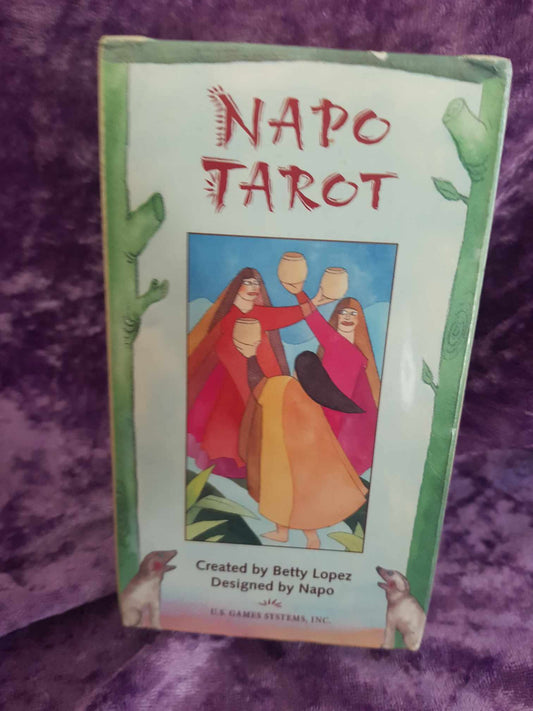 NAPO
TAROT
Created by Betty Lopez
Designed by Napo
U.S. GAMES SYSTEMS, INC.